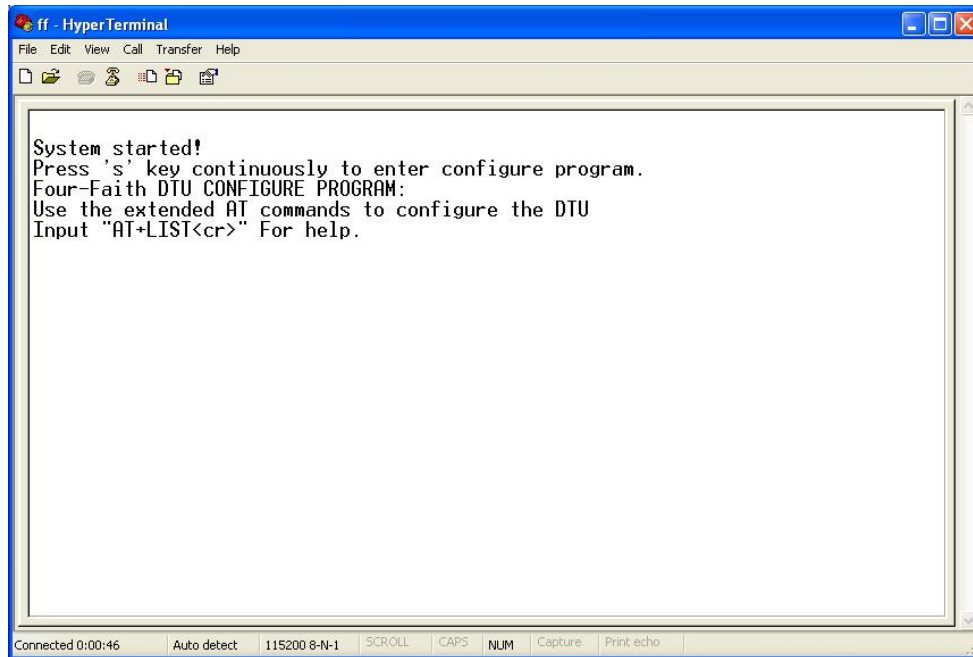 ff - HyperTerminal
File Edit View Call Transfer Help
System started!
Press 's' key continuously to enter configure program.
Four-Faith DTU CONFIGURE PROGRAM:
Use the extended AT commands to configure the DTU
Input "AT+LIST<cr>" For help.
Connected 0:00:46 Auto detect 115200 8-N-1 SCROLL CAPS NUM Capture Print echo